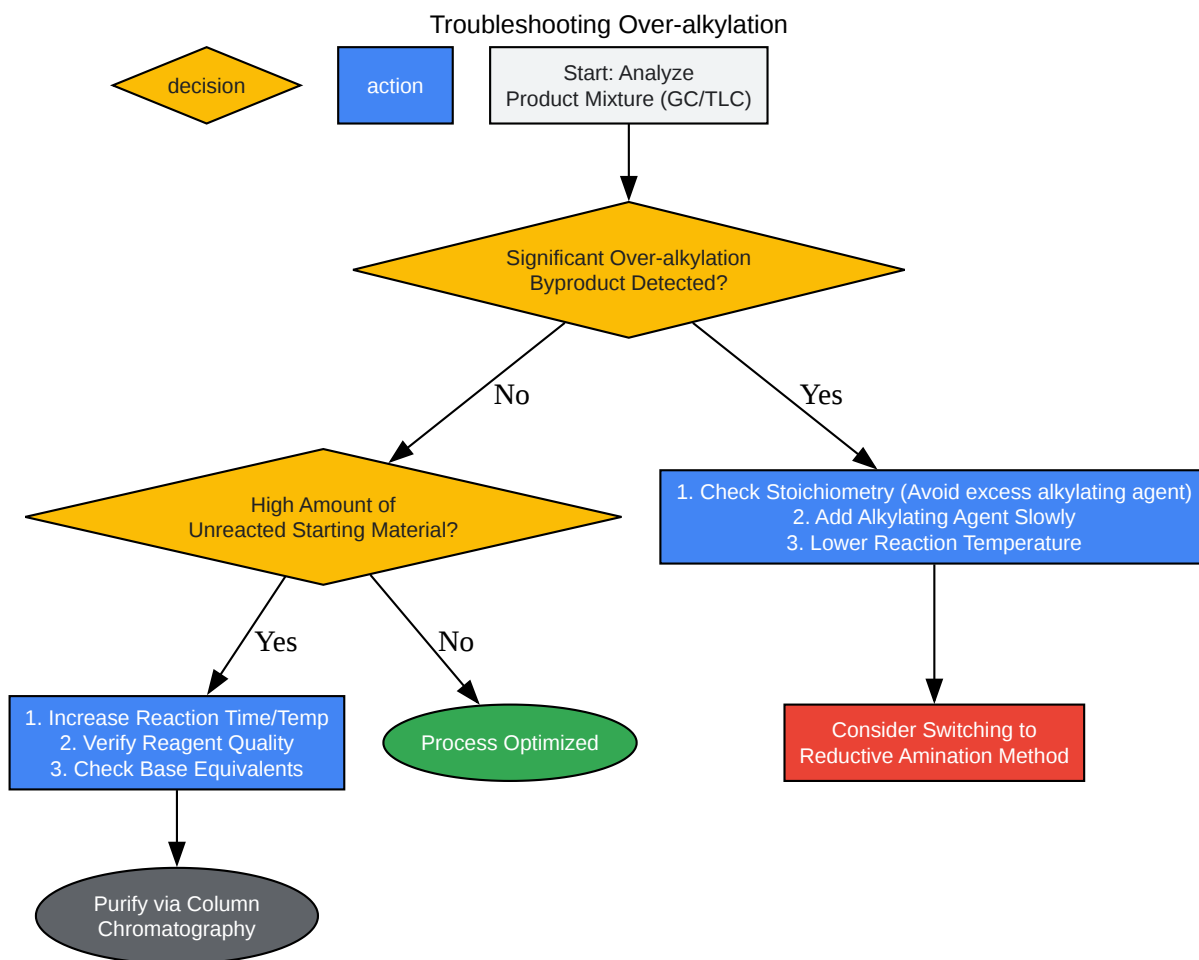 Troubleshooting Over-alkylation
decision
action
Start: Analyze
Product Mixture (GC/TLC)
Significant Over-alkylation
Byproduct Detected?
No
Yes
High Amount of
Unreacted Starting Material?
1. Check Stoichiometry (Avoid excess alkylating agent)
2. Add Alkylating Agent Slowly
3. Lower Reaction Temperature
Yes
No
1. Increase Reaction Time/Temp
2. Verify Reagent Quality
3. Check Base Equivalents
Process Optimized
Consider Switching to
Reductive Amination Method
Purify via Column
Chromatography